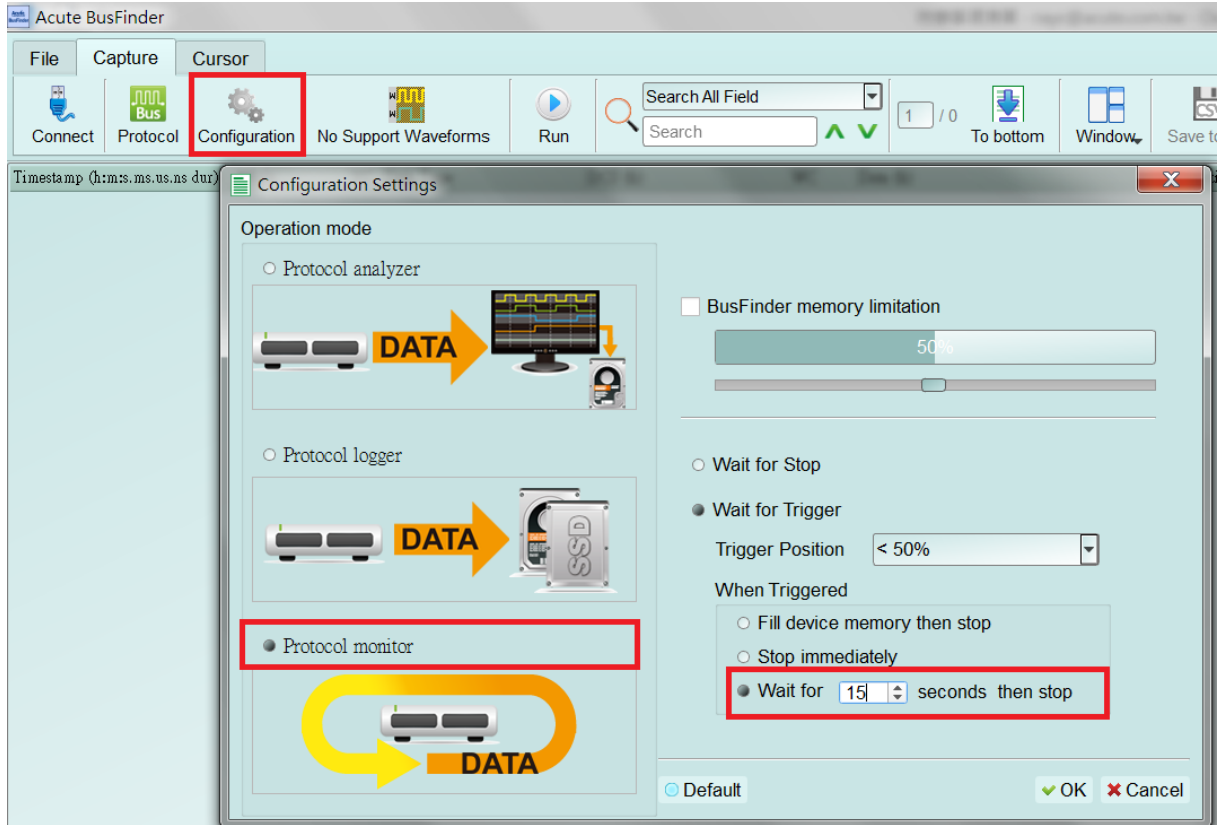 Acute BusFinder
File Capture Cursor
Search All Field
1 / 0
Search
Bus
Connect Protocol Configuration No Support Waveforms Run To bottom Window
Timestamp (h:m:s.ms.us.ns dur)
Configuration Settings
Operation mode
Protocol analyzer
DATA
Protocol logger
DATA
SSD
Protocol monitor
DATA
BusFinder memory limitation
50%
Wait for Stop
Wait for Trigger
Trigger Position < 50%
When Triggered
Fill device memory then stop
Stop immediately
Wait for 15 seconds then stop
Default OK Cancel